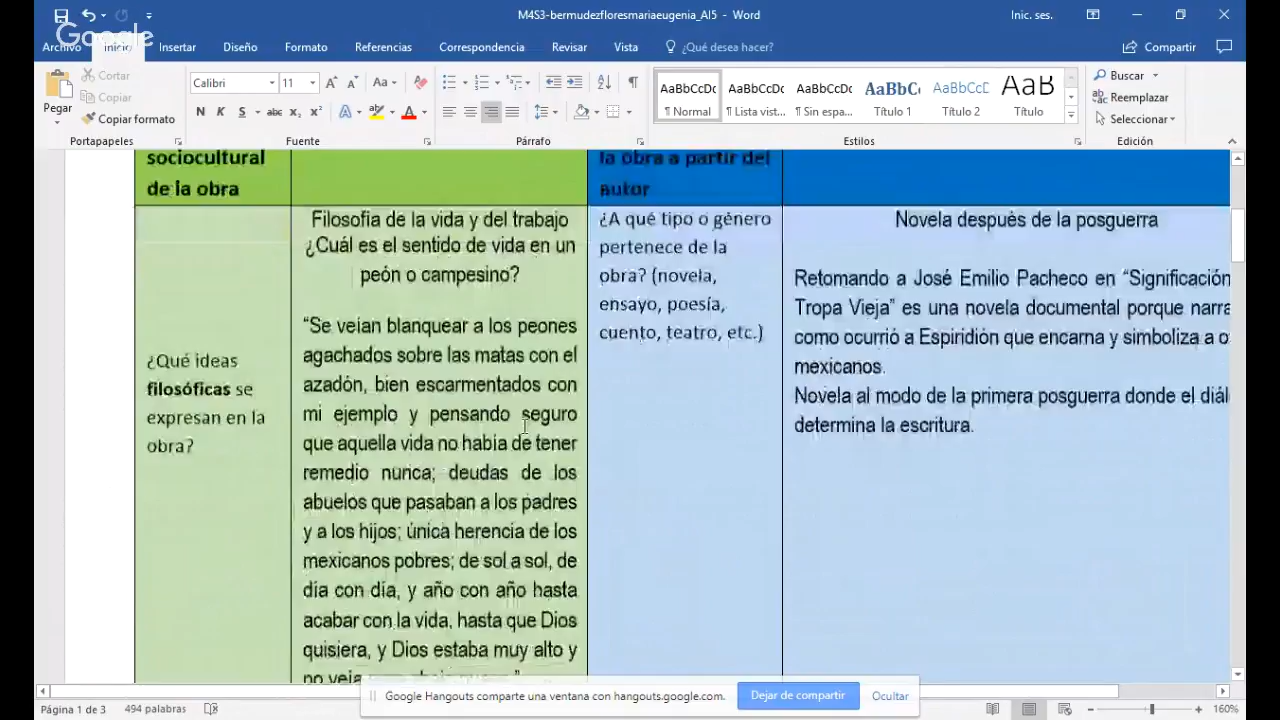 M4S3-bermudezfloresmariaeugenia_AI5 - Word
Inic. ses.
Google
Archivo Inicio Insertar Diseño Formato Referencias Correspondencia Revisar Vista ¿Qué desea hacer? Compartir
Pegar
Cortar
Copiar
Copiar formato
Calibri 11 Aa
N K S abc x₂ x²
AaBbCcDc AaBbCcDc AaBbCcDc AaBbC AaBbCcD AaB
¶ Normal ¶ Lista vist... ¶ Sin espa... Título 1 Título 2 Título
Buscar
Reemplazar
Seleccionar
Portapapeles Fuente Párrafo Estilos Edición
sociocultural
de la obra
la obra a partir del
autor
¿Qué ideas
filosóficas se
expresan en la
obra?
Filosofía de la vida y del trabajo
¿Cuál es el sentido de vida en un
peón o campesino?
“Se veían blanquear a los peones
agachados sobre las matas con el
azadón, bien escarmentados con
mi ejemplo y pensando seguro
que aquella vida no había de tener
remedio nunca; deudas de los
abuelos que pasaban a los padres
y a los hijos; única herencia de los
mexicanos pobres; de sol a sol, de
día con día, y año con año hasta
acabar con la vida, hasta que Dios
quisiera, y Dios estaba muy alto y
no veía
¿A qué tipo o género
pertenece de la
obra? (novela,
ensayo, poesía,
cuento, teatro, etc.)
Novela después de la posguerra
Retomando a José Emilio Pacheco en “Significación
Tropa Vieja” es una novela documental porque narra
como ocurrió a Espiridión que encarna y simboliza a o
mexicanos.
Novela al modo de la primera posguerra donde el diál
determina la escritura.
Google Hangouts comparte una ventana con hangouts.google.com. Dejar de compartir Ocultar
Página 1 de 3 494 palabras 160%